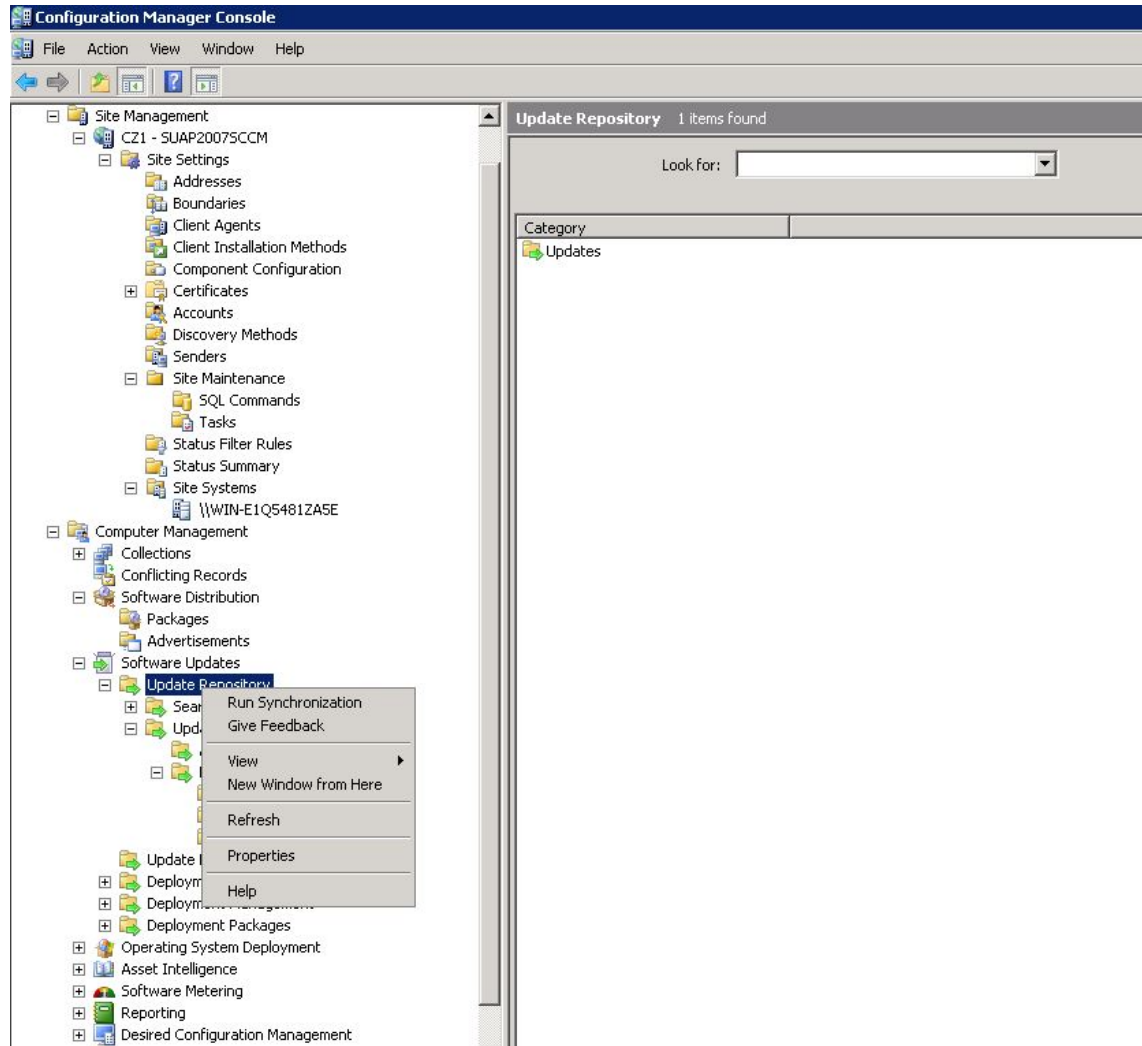 Configuration Manager Console
File Action View Window Help
Site Management
CZ1 - SUAP2007SCCM
Site Settings
Addresses
Boundaries
Client Agents
Client Installation Methods
Component Configuration
Certificates
Accounts
Discovery Methods
Senders
Site Maintenance
SQL Commands
Tasks
Status Filter Rules
Status Summary
Site Systems
\\WIN-E1Q5481ZA5E
Computer Management
Collections
Conflicting Records
Software Distribution
Packages
Advertisements
Software Updates
Update Repository
Run Synchronization
Give Feedback
View
New Window from Here
Refresh
Properties
Help
Update
Deployment Packages
Operating System Deployment
Asset Intelligence
Software Metering
Reporting
Desired Configuration Management
Update Repository 1 items found
Look for:
Category
Updates